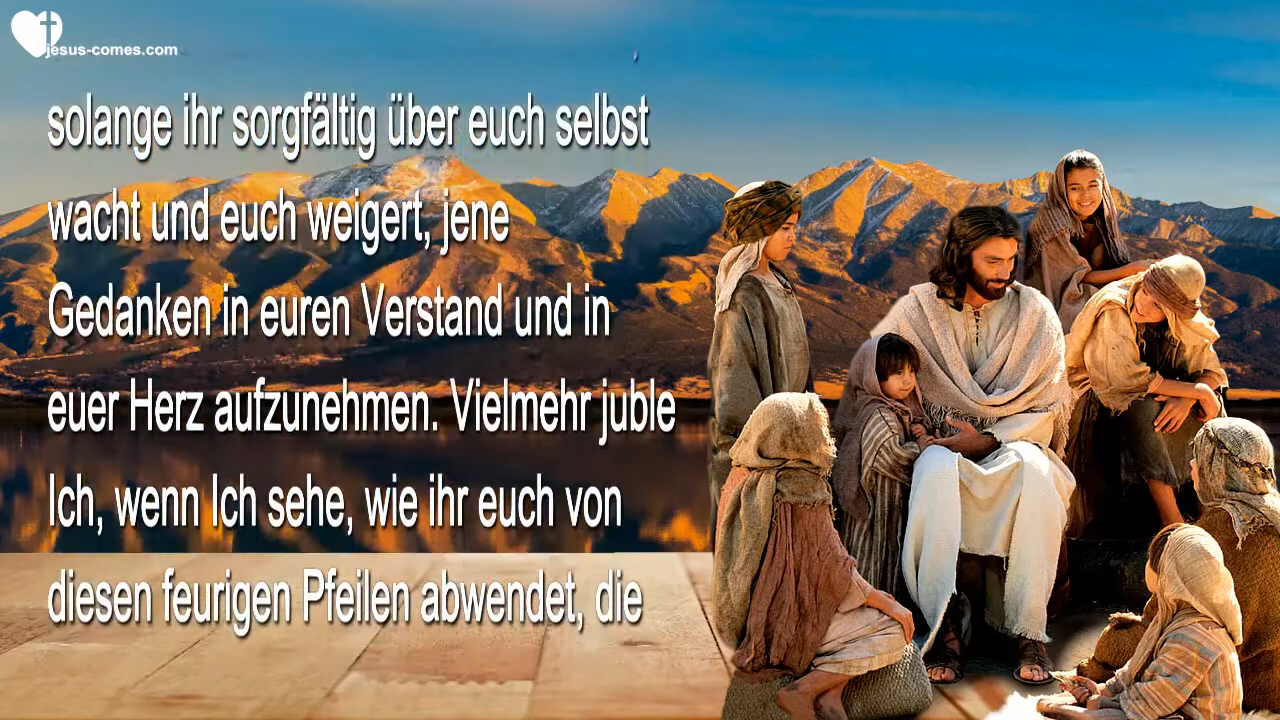 jesus-comes.com
solange ihr sorgfältig über euch selbst
wacht und euch weigert, jene
Gedanken in euren Verstand und in
euer Herz aufzunehmen. Vielmehr juble
Ich, wenn Ich sehe, wie ihr euch von
diesen feurigen Pfeilen abwendet, die